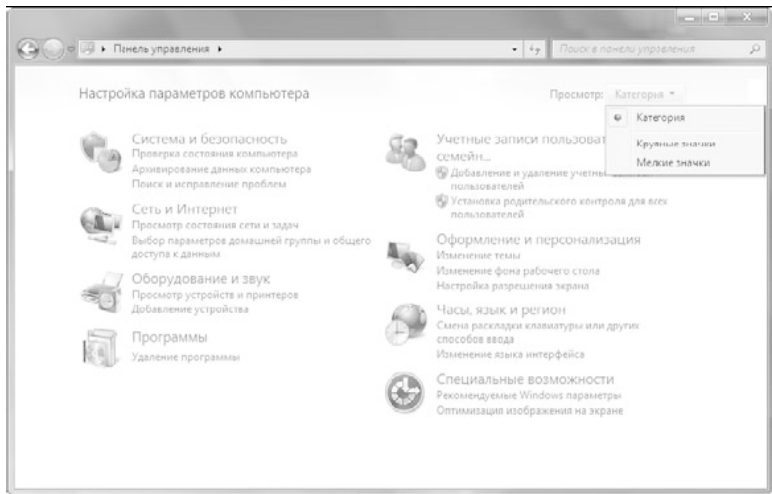 Панель управления
Поиск в панели управления
Настройка параметров компьютера
Просмотр: Категория
Категория
Крупные значки
Мелкие значки
Система и безопасность
Проверка состояния компьютера
Архивирование данных компьютера
Поиск и исправление проблем
Сеть и Интернет
Просмотр состояния сети и задач
Выбор параметров домашней группы и общего
доступа к данным
Оборудование и звук
Просмотр устройств и принтеров
Добавление устройства
Программы
Удаление программы
Учетные записи
семейн...
Добавление и удаление
пользователей
Установка родительского контроля для всех
пользователей
Оформление и персонализация
Изменение темы
Изменение фона рабочего стола
Настройка разрешения экрана
Часы, язык и регион
Смена раскладки клавиатуры или других
способов ввода
Изменение языка интерфейса
Специальные возможности
Рекомендуемые Windows параметры
Оптимизация изображения на экране